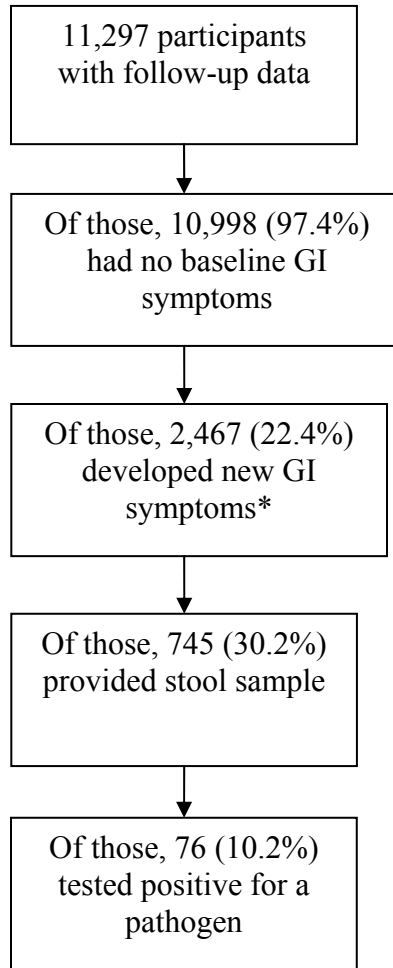 11,297 participants
with follow-up data
Of those, 10,998 (97.4%)
had no baseline GI
symptoms
Of those, 2,467 (22.4%)
developed new GI
symptoms*
Of those, 745 (30.2%)
provided stool sample
Of those, 76 (10.2%)
tested positive for a
pathogen